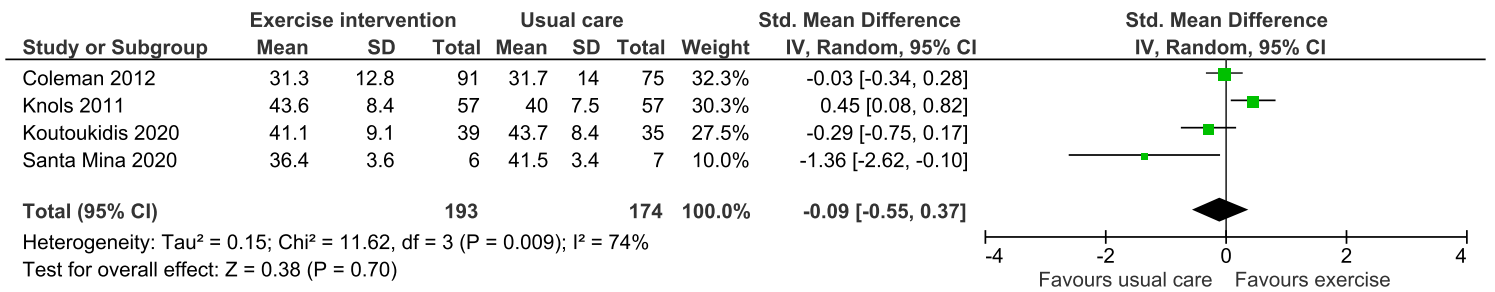 Exercise intervention Usual care Std. Mean Difference Std. Mean Difference
Study or Subgroup Mean SD Total Mean SD Total Weight IV, Random, 95% CI IV, Random, 95% CI
Coleman 2012 31.3 12.8 91 31.7 14 75 32.3% -0.03 [-0.34, 0.28]
Knols 2011 43.6 8.4 57 40 7.5 57 30.3% 0.45 [0.08, 0.82]
Koutoukidis 2020 41.1 9.1 39 43.7 8.4 35 27.5% -0.29 [-0.75, 0.17]
Santa Mina 2020 36.4 3.6 6 41.5 3.4 7 10.0% -1.36 [-2.62, -0.10]
Total (95% CI) 193 174 100.0% -0.09 [-0.55, 0.37]
Heterogeneity: Tau² = 0.15; Chi² = 11.62, df = 3 (P = 0.009); I² = 74%
Test for overall effect: Z = 0.38 (P = 0.70)
-4 -2 0 2 4
Favours usual care Favours exercise